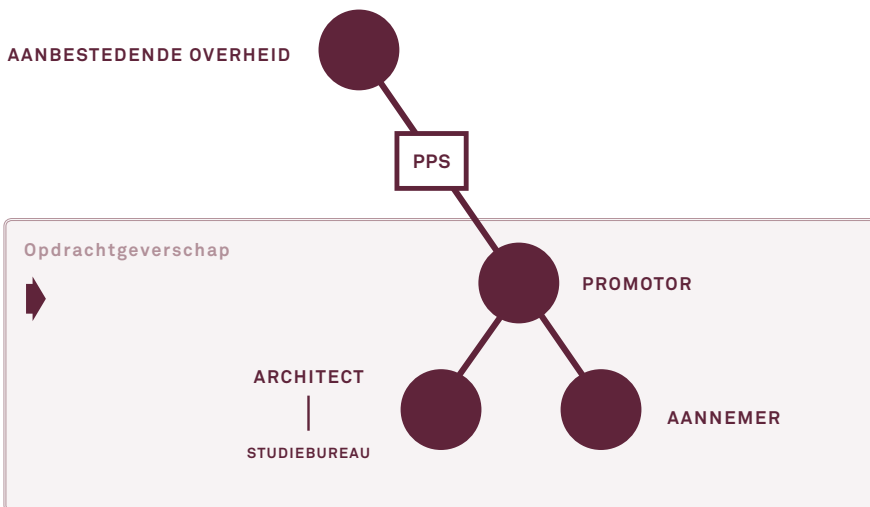 AANBESTEDENDE OVERHEID
PPS
Opdrachtgeverschap
PROMOTOR
ARCHITECT
AANNEMER
STUDIEBUREAU